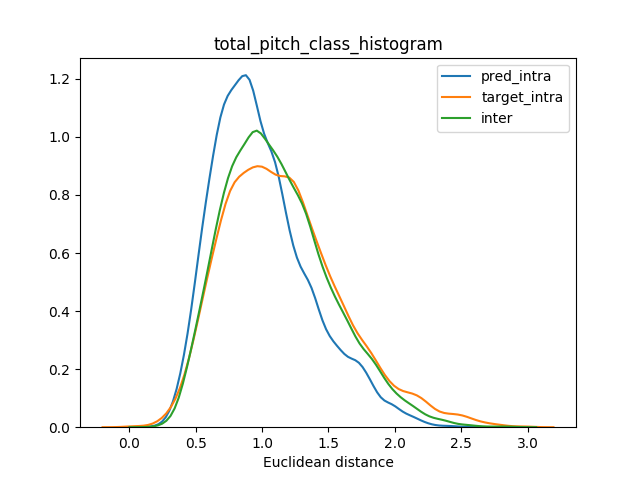 total_pitch_class_histogram
pred_intra
target_intra
inter
1.2
1.0
0.8
0.6
0.4
0.2
0.0
0.0 0.5 1.0 1.5 2.0 2.5 3.0
Euclidean distance